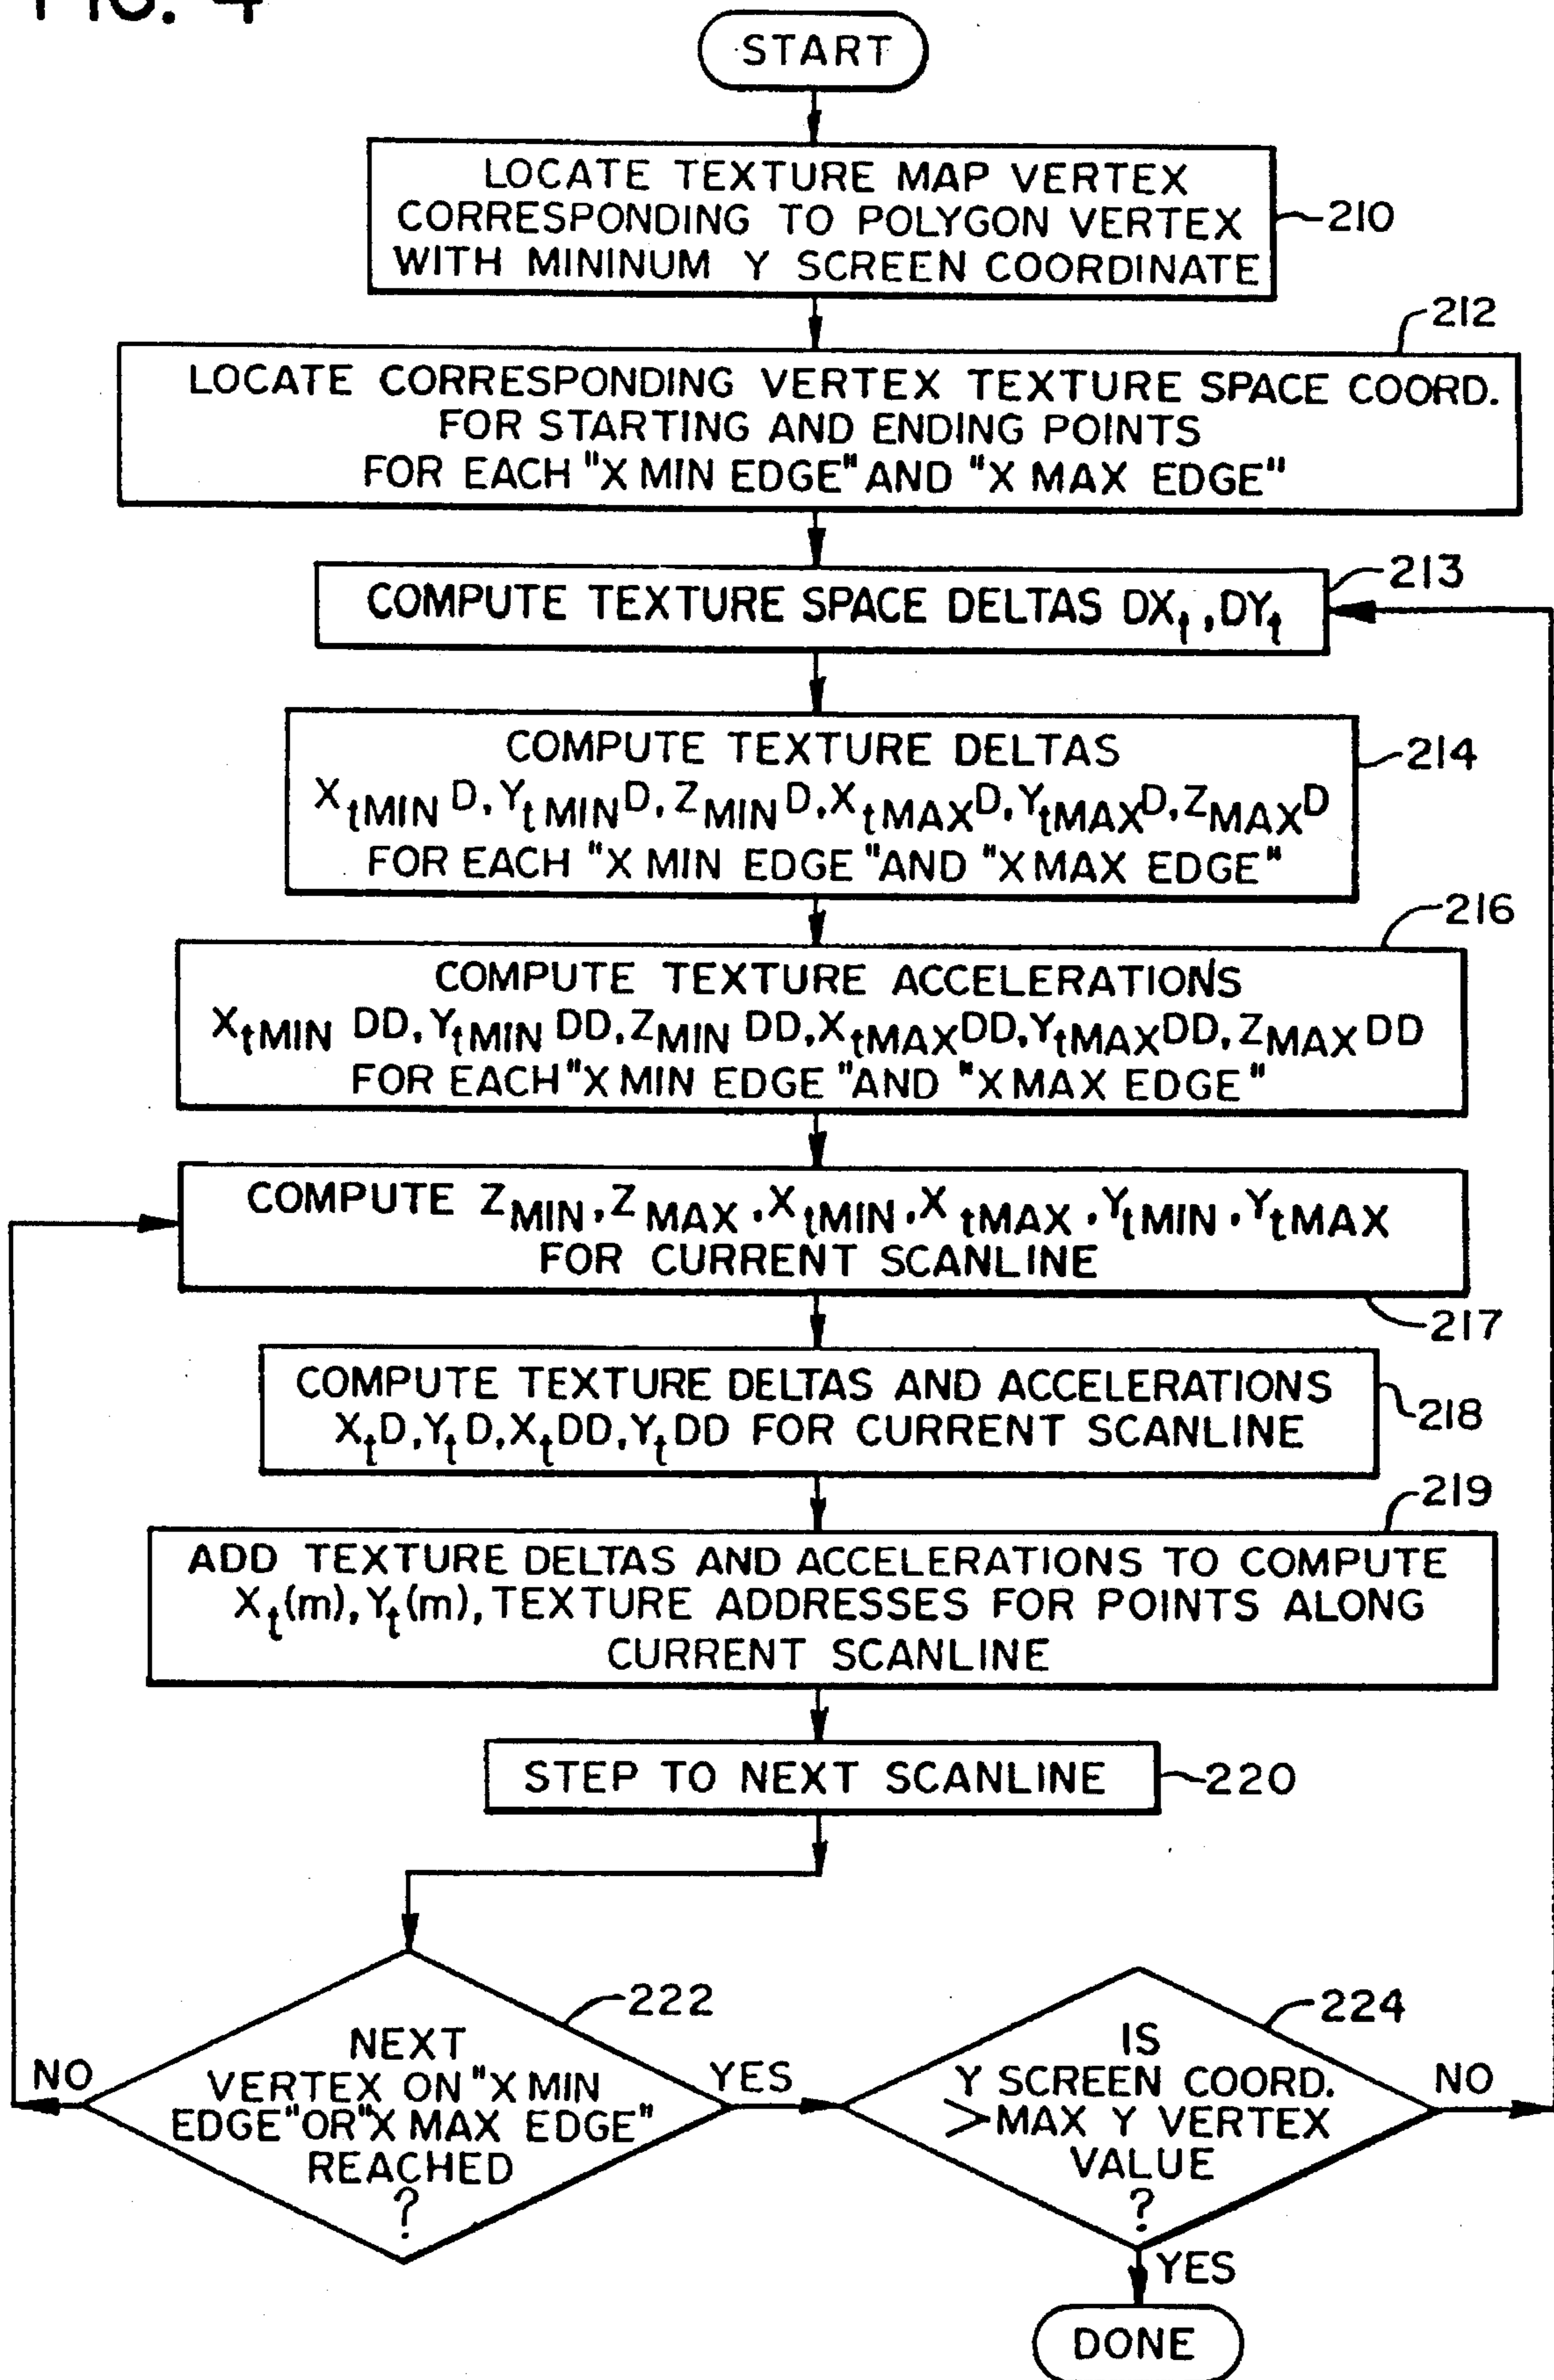 FIG. 4
START
LOCATE TEXTURE MAP VERTEX
CORRESPONDING TO POLYGON VERTEX
WITH MININUM Y SCREEN COORDINATE
210
212
LOCATE CORRESPONDING VERTEX TEXTURE SPACE COORD.
FOR STARTING AND ENDING POINTS
FOR EACH "X MIN EDGE" AND "X MAX EDGE"
213
COMPUTE TEXTURE SPACE DELTAS DXt, DYt
COMPUTE TEXTURE DELTAS
214
XtMIN D, YtMIN D, ZMIN D, XtMAX D, YtMAX D, ZMAX D
FOR EACH "X MIN EDGE" AND "X MAX EDGE"
216
COMPUTE TEXTURE ACCELERATIONS
XtMIN DD, YtMIN DD, ZMIN DD, XtMAX DD, YtMAX DD, ZMAX DD
FOR EACH "X MIN EDGE" AND "X MAX EDGE"
COMPUTE ZMIN, ZMAX, XtMIN, XtMAX, YtMIN, YtMAX
FOR CURRENT SCANLINE
217
COMPUTE TEXTURE DELTAS AND ACCELERATIONS
XtD, YtD, XtDD, YtDD FOR CURRENT SCANLINE
218
219
ADD TEXTURE DELTAS AND ACCELERATIONS TO COMPUTE
Xt(m), Yt(m), TEXTURE ADDRESSES FOR POINTS ALONG
CURRENT SCANLINE
STEP TO NEXT SCANLINE
220
222
NEXT
VERTEX ON "X MIN
EDGE" OR "X MAX EDGE"
REACHED
?
NO
YES
224
IS
Y SCREEN COORD.
> MAX Y VERTEX
VALUE
?
NO
YES
DONE